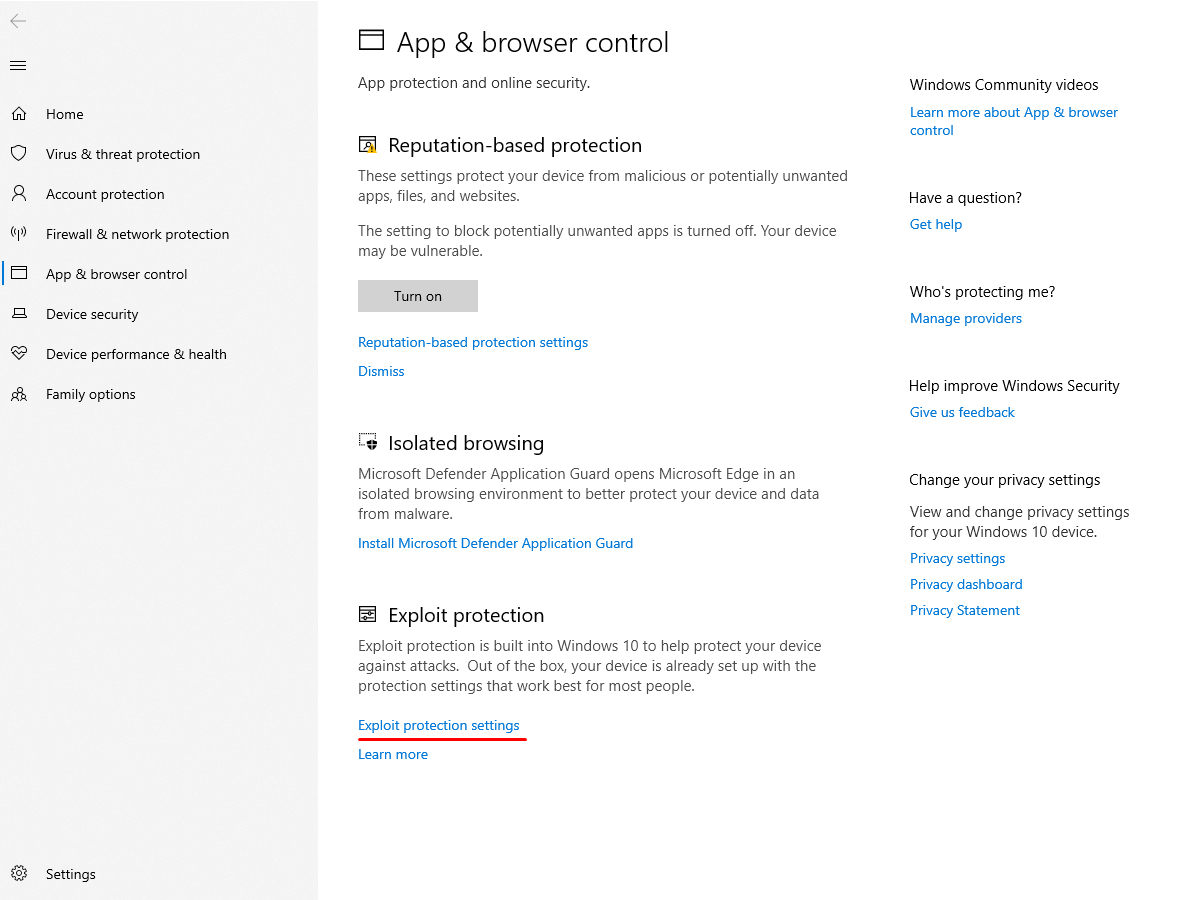 Home
Virus & threat protection
Account protection
Firewall & network protection
App & browser control
Device security
Device performance & health
Family options
Settings
App & browser control
App protection and online security.
Reputation-based protection
These settings protect your device from malicious or potentially unwanted
apps, files, and websites.
The setting to block potentially unwanted apps is turned off. Your device
may be vulnerable.
Turn on
Reputation-based protection settings
Dismiss
Isolated browsing
Microsoft Defender Application Guard opens Microsoft Edge in an
isolated browsing environment to better protect your device and data
from malware.
Install Microsoft Defender Application Guard
Exploit protection
Exploit protection is built into Windows 10 to help protect your device
against attacks.  Out of the box, your device is already set up with the
protection settings that work best for most people.
Exploit protection settings
Learn more
Windows Community videos
Learn more about App & browser
control
Have a question?
Get help
Who's protecting me?
Manage providers
Help improve Windows Security
Give us feedback
Change your privacy settings
View and change privacy settings
for your Windows 10 device.
Privacy settings
Privacy dashboard
Privacy Statement